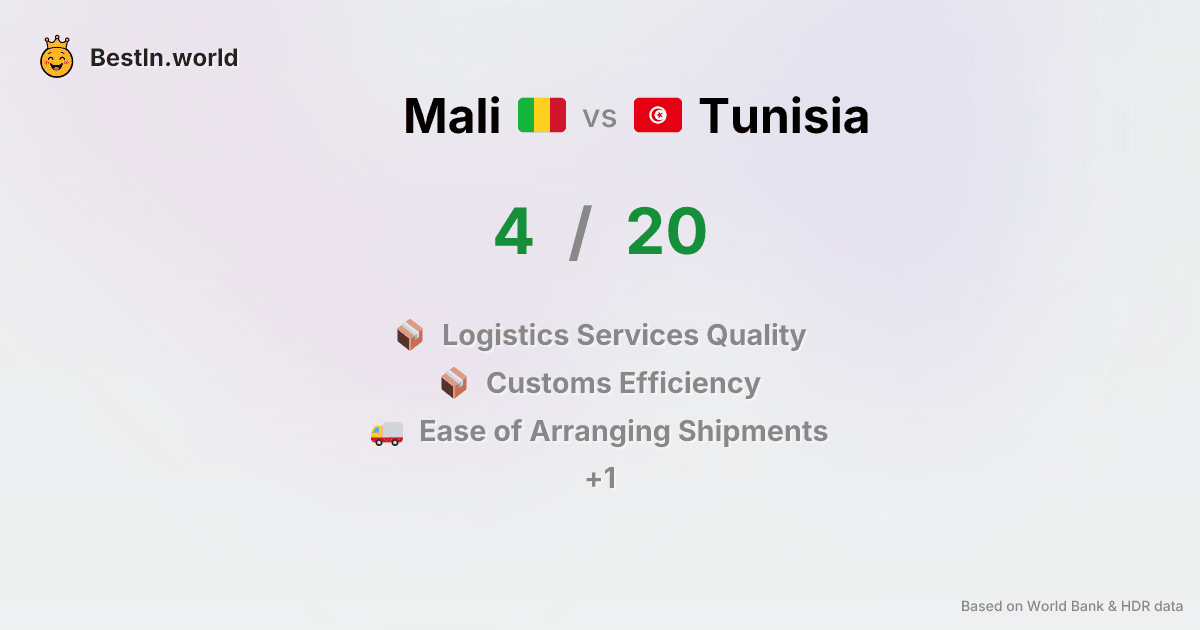 BestIn.world
Mali vs Tunisia
4 / 20
Logistics Services Quality
Customs Efficiency
Ease of Arranging Shipments
+1
Based on World Bank & HDR data